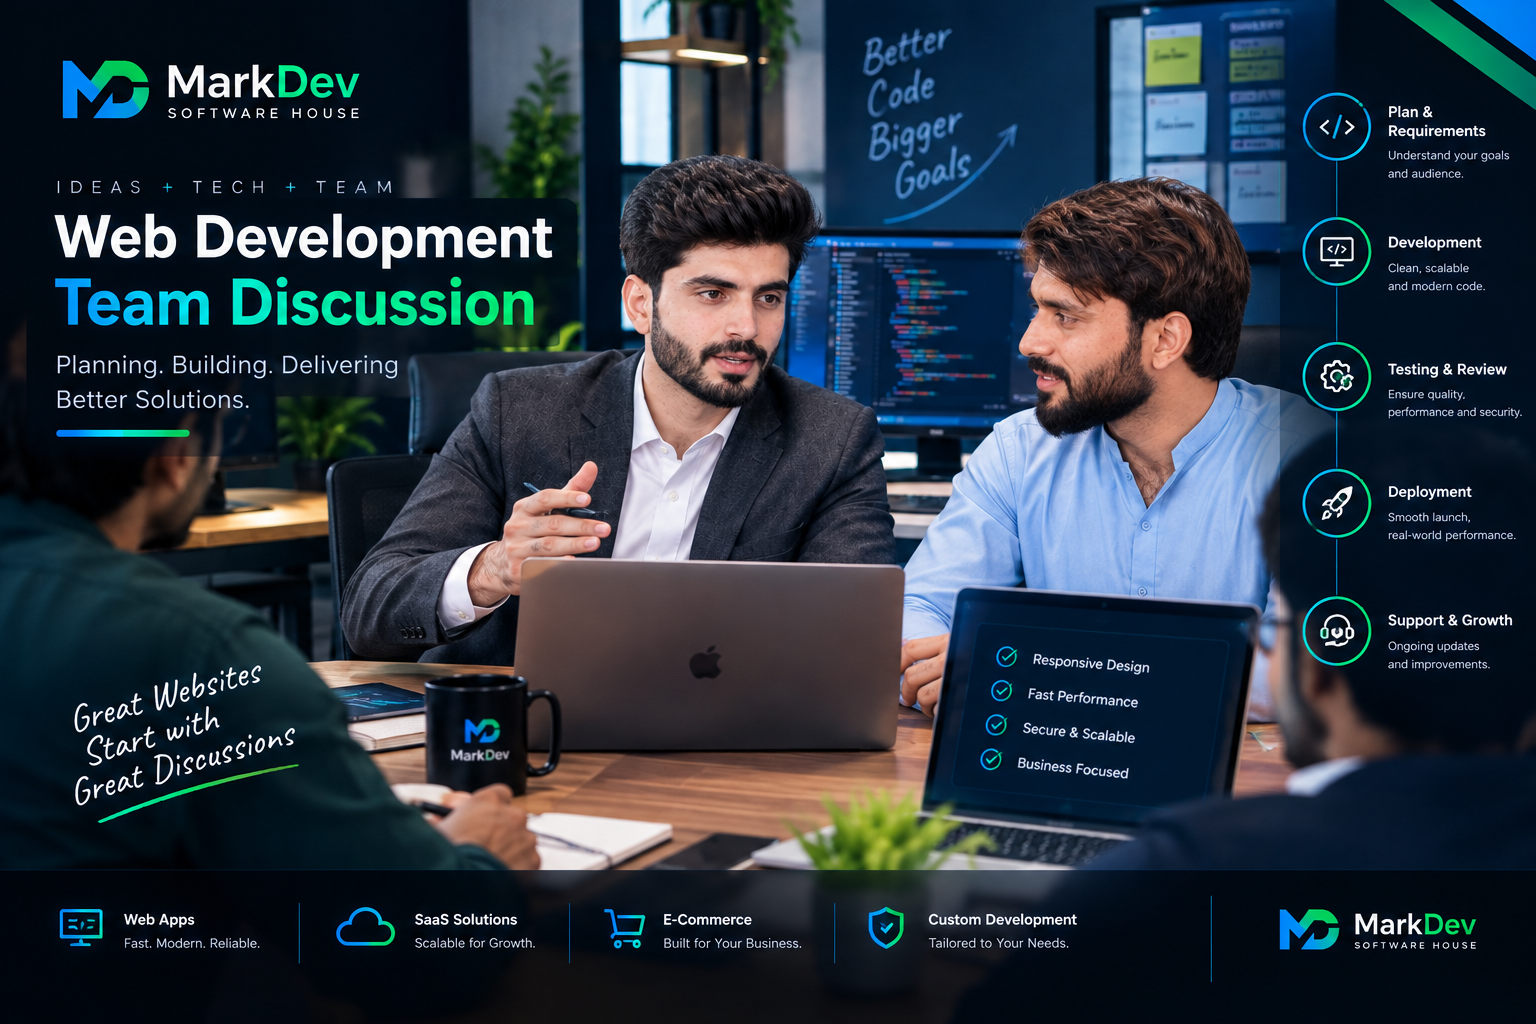 MarkDev
SOFTWARE HOUSE
IDEAS + TECH + TEAM
Web Development
Team Discussion
Planning. Building. Delivering
Better Solutions.
Better
Code
Bigger
Goals
Plan &
Requirements
Understand your goals
and audience.
Development
Clean, scalable
and modern code.
Testing & Review
Ensure quality,
performance and security.
Deployment
Smooth launch,
real-world performance.
Support & Growth
Ongoing updates
and improvements.
Great Websites
Start with
Great Discussions
MarkDev
Responsive Design
Fast Performance
Secure & Scalable
Business Focused
Web Apps
Fast. Modern. Reliable.
SaaS Solutions
Scalable for Growth.
E-Commerce
Built for Your Business.
Custom Development
Tailored to Your Needs.
MarkDev
SOFTWARE HOUSE